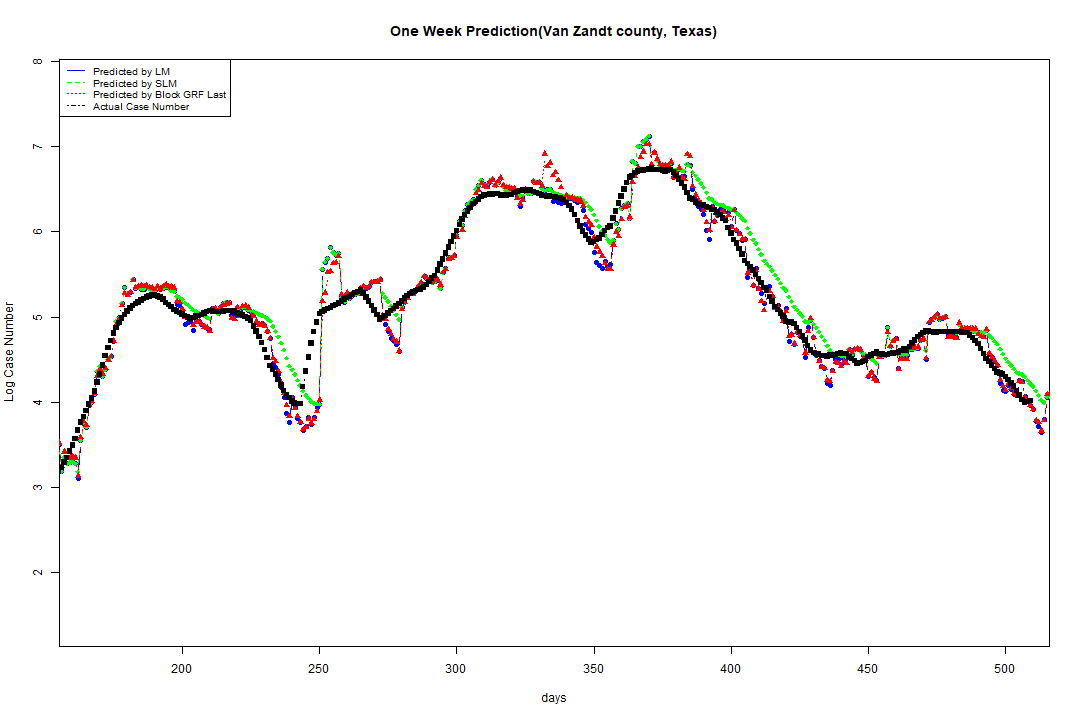 One Week Prediction(Van Zandt county, Texas)
Predicted by LM
Predicted by SLM
Predicted by Block GRF Last
Actual Case Number
Log Case Number
8
7
6
5
4
3
2
200 250 300 350 400 450 500
days